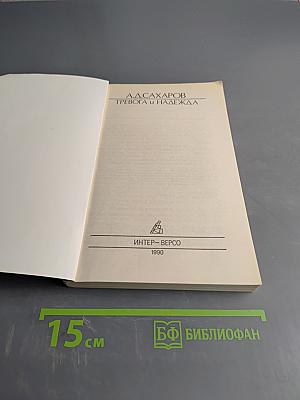 А.Д.САХАРОВ
ТРЕВОГА и НАДЕЖДА
ИНТЕР—ВЕРСО
1990
15 см
БФ БИБЛИОФАН